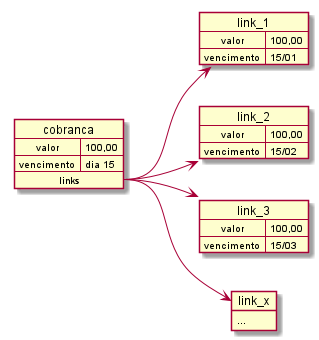 cobranca
valor 100,00
vencimento dia 15
links
link_1
valor 100,00
vencimento 15/01
link_2
valor 100,00
vencimento 15/02
link_3
valor 100,00
vencimento 15/03
link_x
...